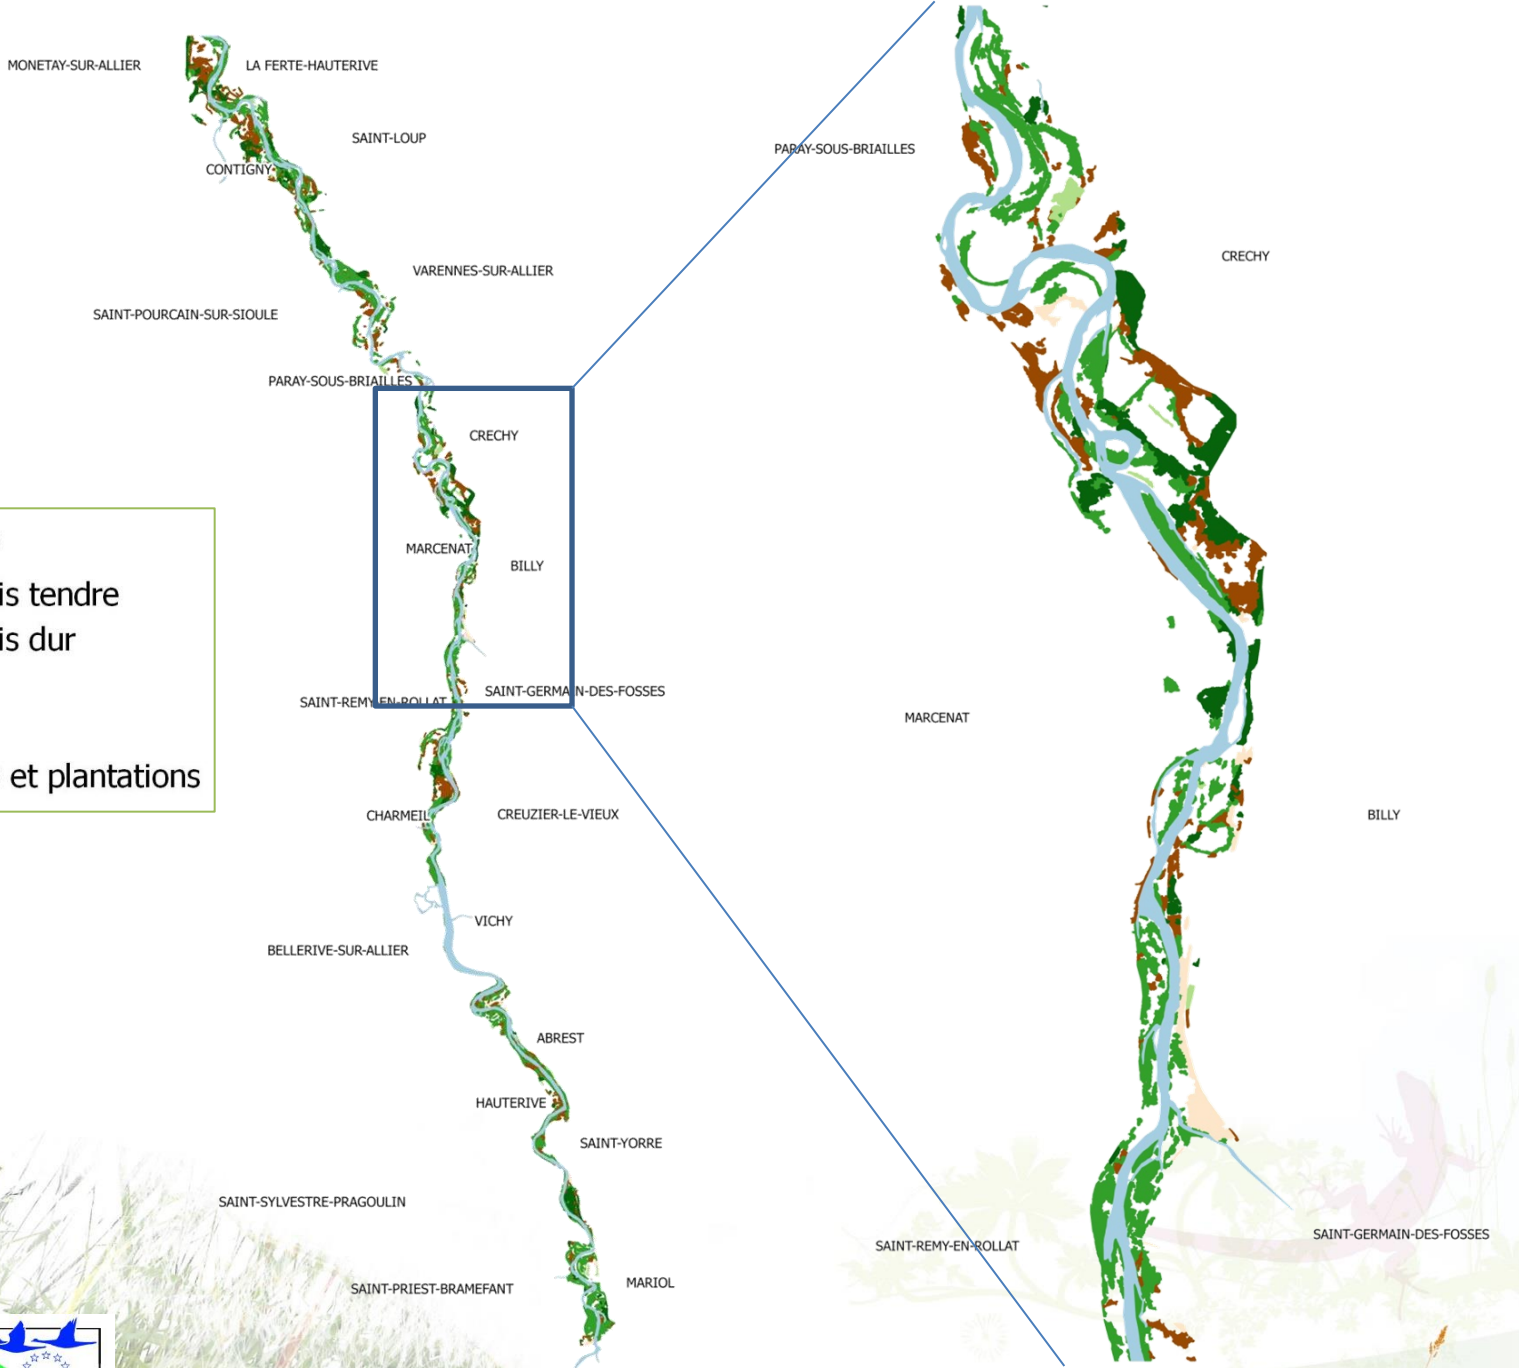 MONETAY-SUR-ALLIER
LA FERTE-HAUTERIVE
SAINT-LOUP
CONTIGNY
VARENNES-SUR-ALLIER
SAINT-POURCAIN-SUR-SIOULE
PARAY-SOUS-BRIAILLES
CRECHY
MARCENAT
BILLY
SAINT-REMY-EN-ROLLAT
SAINT-GERMAIN-DES-FOSSES
CHARMEIL
CREUZIER-LE-VIEUX
VICHY
BELLERIVE-SUR-ALLIER
ABREST
HAUTERIVE
SAINT-YORRE
SAINT-SYLVESTRE-PRAGOULIN
SAINT-PRIEST-BRAMEFANT
MARIOL
is tendre
is dur
et plantations
PARAY-SOUS-BRIAILLES
CRECHY
MARCENAT
BILLY
SAINT-REMY-EN-ROLLAT
SAINT-GERMAIN-DES-FOSSES